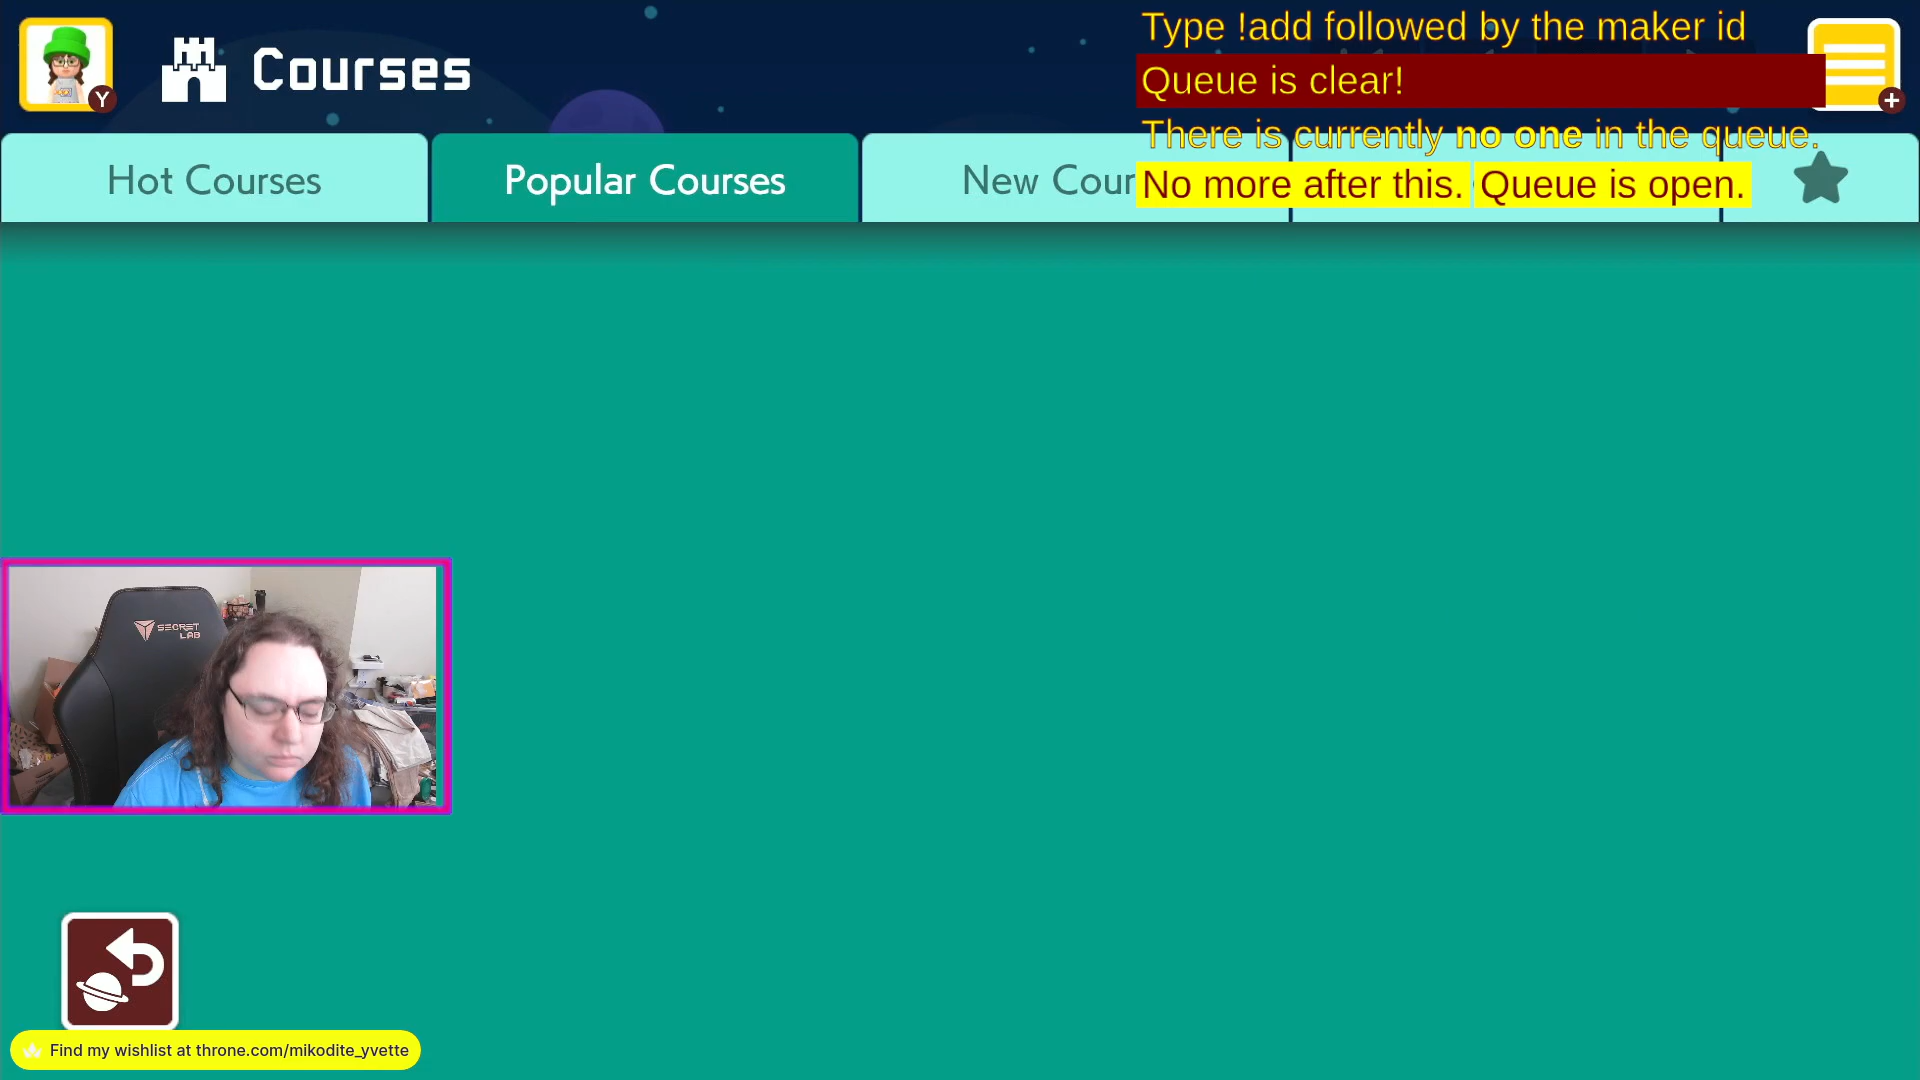 Type !add followed by the maker id
Courses
Queue is clear!
Y
+
There is currently no one in the queue.
Hot Courses
Popular Courses
New Cour
No more after this. Queue is open.
SECRET
LAB
Find my wishlist at throne.com/mikodite_yvette